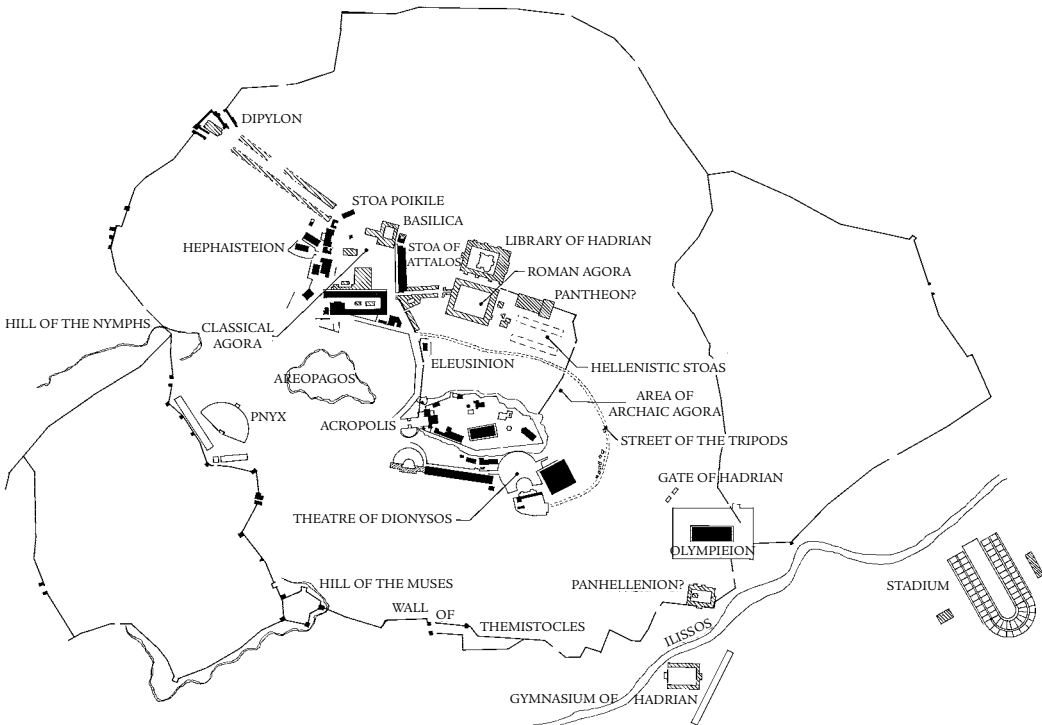 DIPYLON
STOA POIKILE
BASILICA
HEPHAISTEION
STOA OF
ATTALOS
LIBRARY OF HADRIAN
ROMAN AGORA
PANTHEON?
HILL OF THE NYMPHS
CLASSICAL
AGORA
ELEUSINION
HELLENISTIC STOAS
AREOPAGOS
AREA OF
ARCHAIC AGORA
PNYX
ACROPOLIS
STREET OF THE TRIPODS
GATE OF HADRIAN
THEATRE OF DIONYSOS
OLYMPIEION
HILL OF THE MUSES
PANHELLENION?
STADIUM
WALL OF THEMISTOCLES
ILISSOS
GYMNASIUM OF HADRIAN